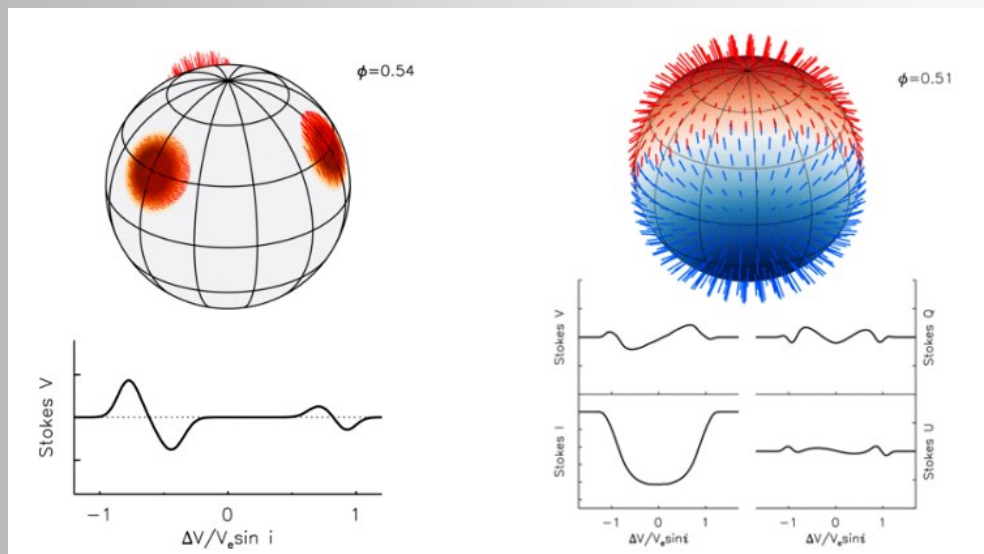 ϕ=0.54
Stokes V
−1 0 1
ΔV/Vₑsin i
ϕ=0.51
Stokes V
Stokes Q
Stokes I
Stokes U
−1 0 1
−1 0 1
ΔV/Vₑsini
ΔV/Vₑsini